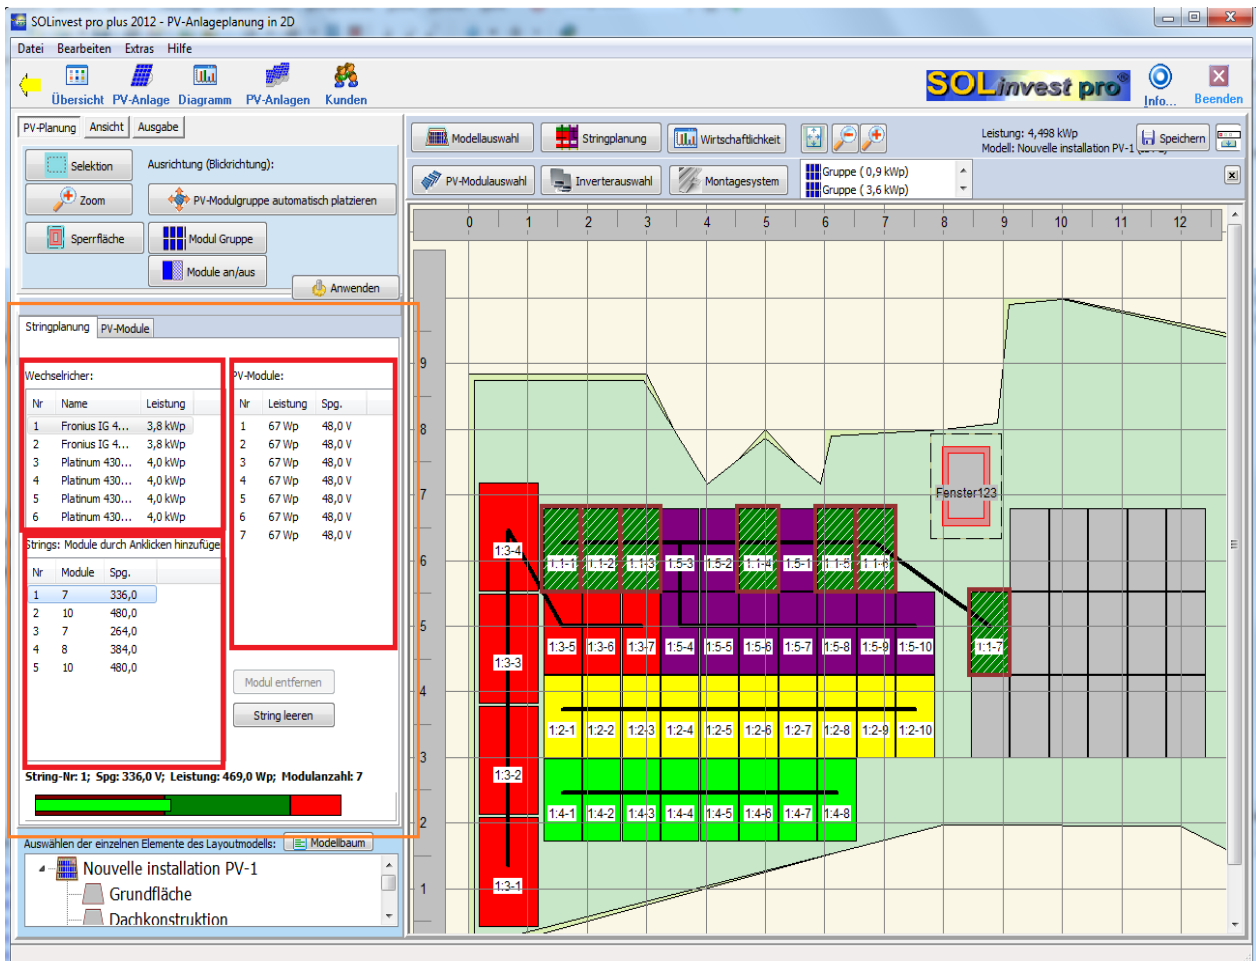 SOLinvest pro plus 2012 - PV-Anlageplanung in 2D
Datei Bearbeiten Extras Hilfe
Übersicht PV-Anlage Diagramm PV-Anlagen Kunden
SOLinvest pro®
Info... Beenden
PV-Planung Ansicht Ausgabe
Selektion
Ausrichtung (Blickrichtung):
Zoom
PV-Modulgruppe automatisch platzieren
Sperrfläche
Modul Gruppe
Module an/aus
Anwenden
Modellauswahl Stringplanung Wirtschaftlichkeit
Leistung: 4,498 kWp
Modell: Nouvelle installation PV-1
Speichern
PV-Modulauswahl Inverterauswahl Montagesystem
Gruppe ( 0,9 kWp)
Gruppe ( 3,6 kWp)
Stringplanung PV-Module
Wechselricher:
Nr Name Leistung
1 Fronius IG 4... 3,8 kWp
2 Fronius IG 4... 3,8 kWp
3 Platinum 430... 4,0 kWp
4 Platinum 430... 4,0 kWp
5 Platinum 430... 4,0 kWp
6 Platinum 430... 4,0 kWp
PV-Module:
Nr Leistung Spg.
1 67 Wp 48,0 V
2 67 Wp 48,0 V
3 67 Wp 48,0 V
4 67 Wp 48,0 V
5 67 Wp 48,0 V
6 67 Wp 48,0 V
7 67 Wp 48,0 V
Strings: Module durch Anklicken hinzufüge
Nr Module Spg.
1 7 336,0
2 10 480,0
3 7 264,0
4 8 384,0
5 10 480,0
Modul entfernen
String leeren
String-Nr: 1; Spg: 336,0 V; Leistung: 469,0 Wp; Modulanzahl: 7
Auswählen der einzelnen Elemente des Layoutmodells: Modellbaum
Nouvelle installation PV-1
Grundfläche
Dachkonstruktion
0 1 2 3 4 5 6 7 8 9 10 11 12
9
8
7
6
5
4
3
2
1
m
Fenster123
1:3-4
1:1-1 1:1-2 1:1-3 1:5-3 1:5-2 1:1-4 1:5-1 1:1-5 1:1-6
1:3-5 1:3-6 1:3-7 1:5-4 1:5-5 1:5-6 1:5-7 1:5-8 1:5-9 1:5-10 1:1-7
1:3-3
1:2-1 1:2-2 1:2-3 1:2-4 1:2-5 1:2-6 1:2-7 1:2-8 1:2-9 1:2-10
1:3-2
1:4-1 1:4-2 1:4-3 1:4-4 1:4-5 1:4-6 1:4-7 1:4-8
1:3-1